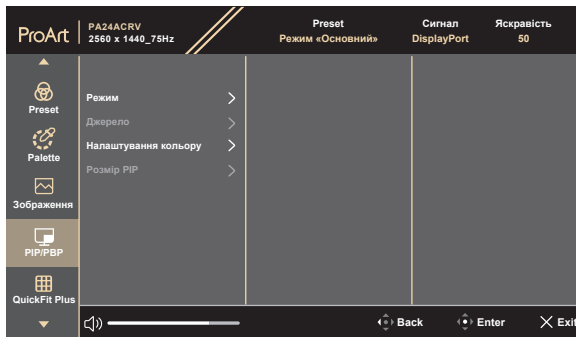 ProArt
PA24ACRV
2560 x 1440_75Hz
Preset
Режим «Основний»
Сигнал
DisplayPort
Яскравість
50
Preset
Palette
Зображення
PIP/PBP
QuickFit Plus
Режим
Джерело
Налаштування кольору
Розмір PIP
Back
Enter
Exit